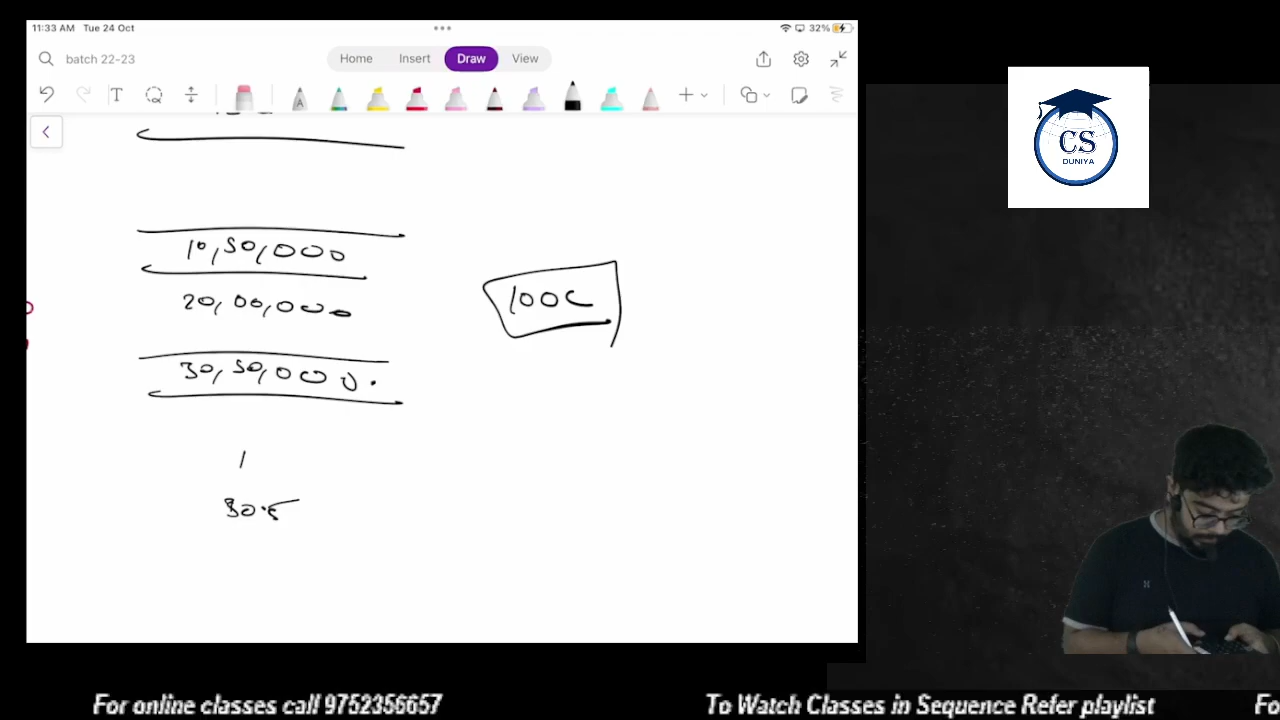 11:33 AM Tue 24 Oct
32%
batch 22-23
Home Insert Draw View
T
A
10,50,000
20,00,000
30,50,000.
100C
1
30.5
CS
DUNIYA
For online classes call 9752356657
To Watch Classes in Sequence Refer playlist
Fo